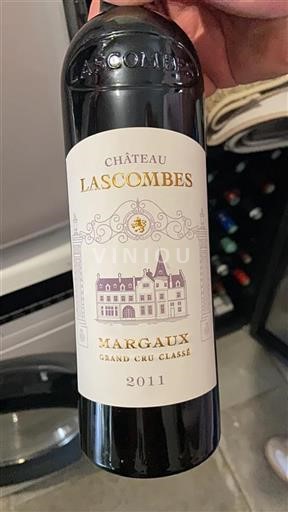 LASCOMBES
CHÂTEAU
LASCOMBES
VINIOU
MARGAUX
GRAND CRU CLASSÉ
2011